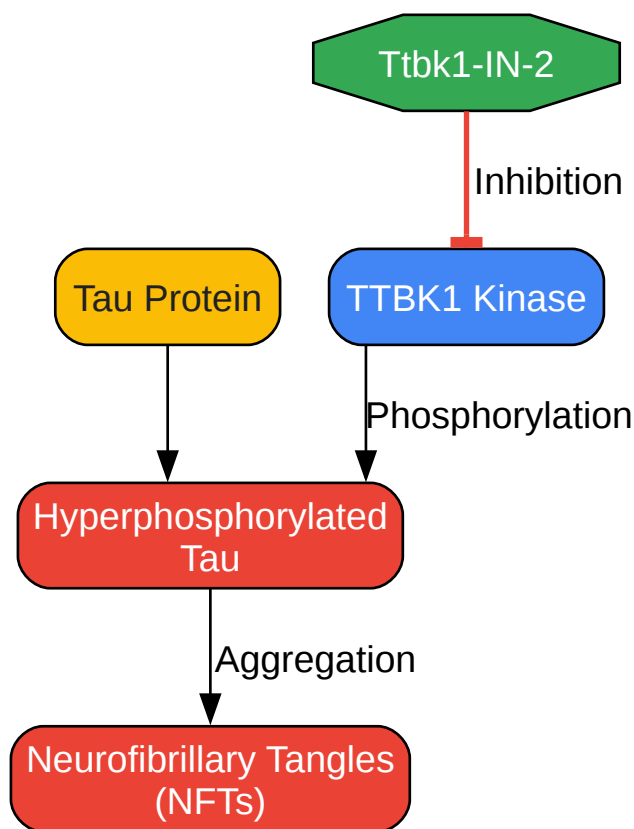 Ttbk1-IN-2
Inhibition
Tau Protein
TTBK1 Kinase
Phosphorylation
Hyperphosphorylated
Tau
Aggregation
Neurofibrillary Tangles
(NFTs)